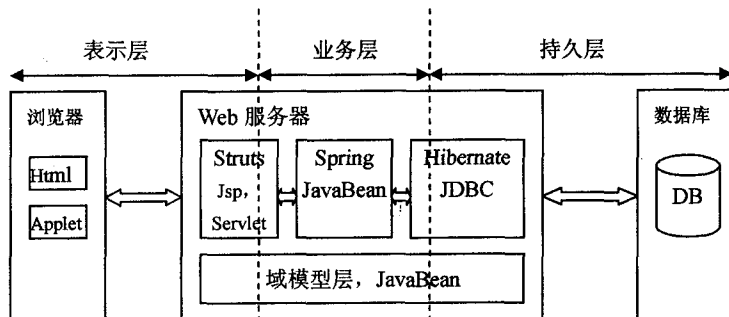 表示层
业务层
持久层
浏览器
Html
Applet
Web 服务器
Struts
Jsp,
Servlet
Spring
JavaBean
Hibernate
JDBC
域模型层，JavaBean
数据库
DB